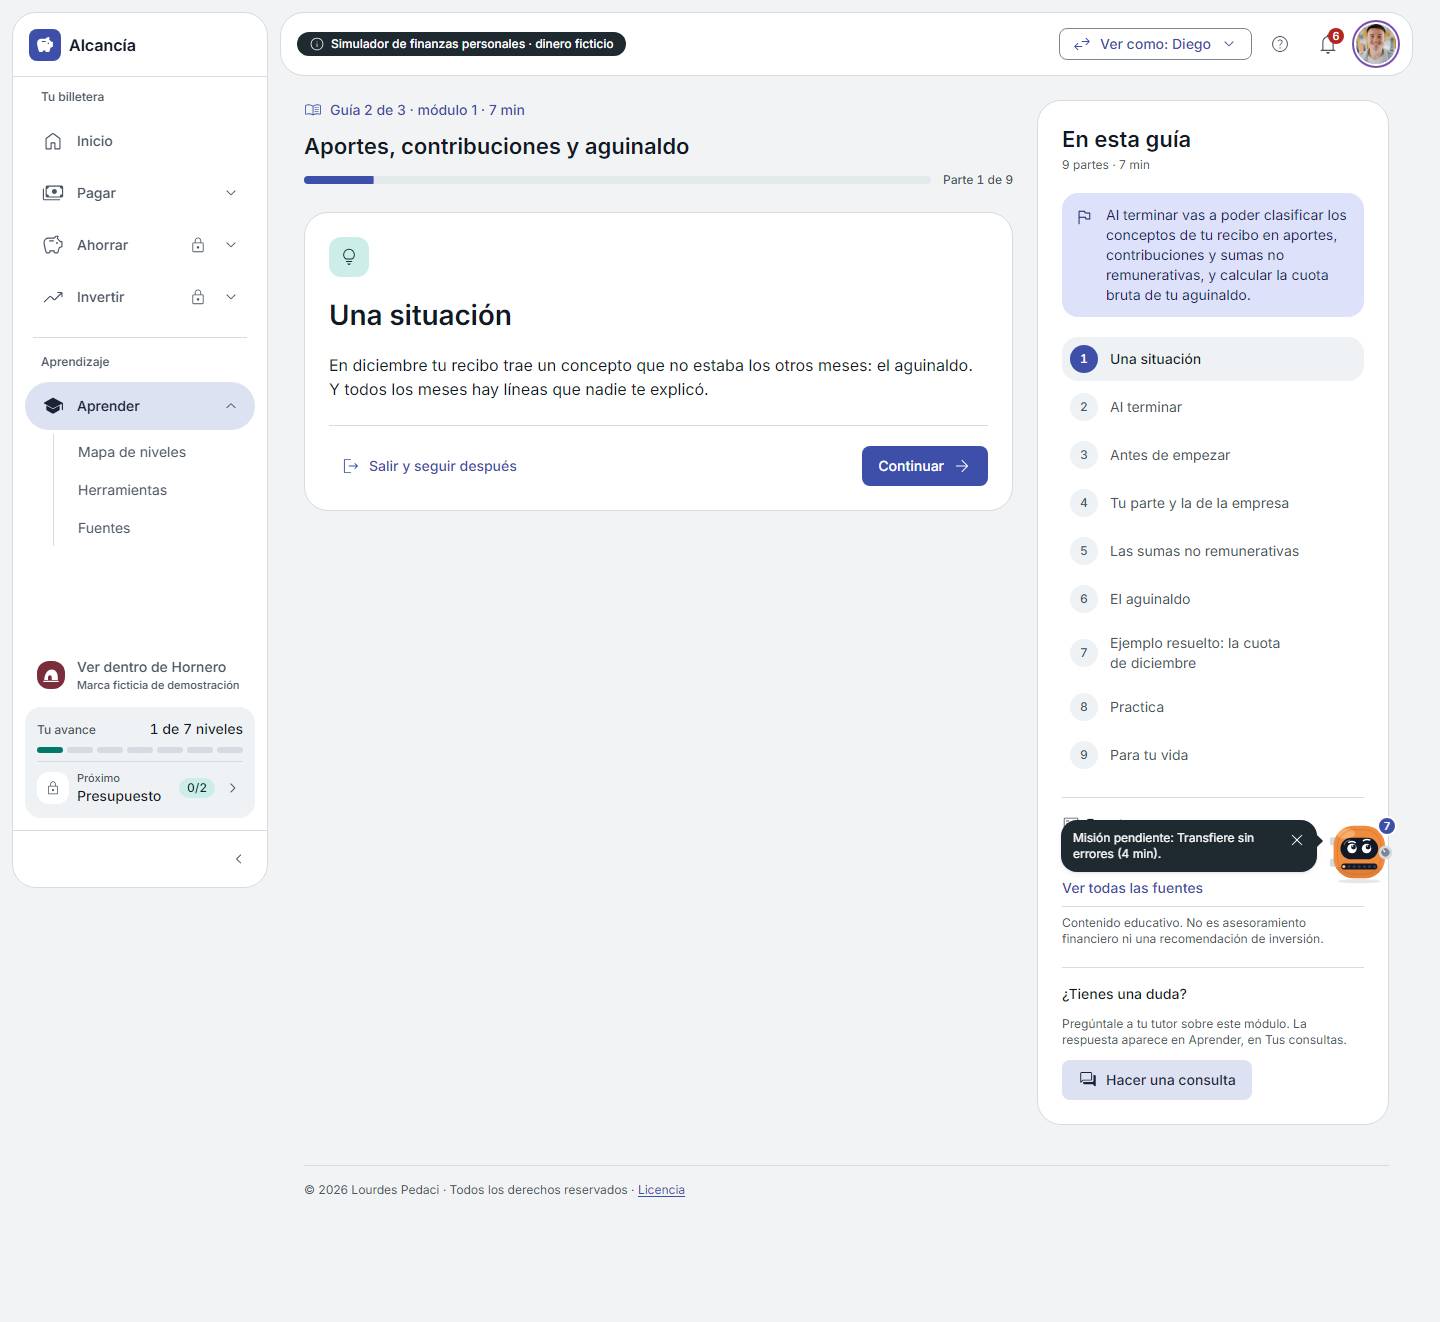 Alcancía
Simulador de finanzas personales · dinero ficticio
Ver como: Diego
6
Tu billetera
Inicio
Pagar
Ahorrar
Invertir
Aprendizaje
Aprender
Mapa de niveles
Herramientas
Fuentes
Ver dentro de Hornero
Marca ficticia de demostración
Tu avance
1 de 7 niveles
Próximo
Presupuesto
0/2
Guía 2 de 3 · módulo 1 · 7 min
Aportes, contribuciones y aguinaldo
Parte 1 de 9
Una situación
En diciembre tu recibo trae un concepto que no estaba los otros meses: el aguinaldo.
Y todos los meses hay líneas que nadie te explicó.
Salir y seguir después
Continuar
En esta guía
9 partes · 7 min
Al terminar vas a poder clasificar los
conceptos de tu recibo en aportes,
contribuciones y sumas no
remunerativas, y calcular la cuota
bruta de tu aguinaldo.
1 Una situación
2 Al terminar
3 Antes de empezar
4 Tu parte y la de la empresa
5 Las sumas no remunerativas
6 El aguinaldo
7 Ejemplo resuelto: la cuota
de diciembre
8 Practica
9 Para tu vida
Misión pendiente: Transfiere sin
errores (4 min).
7
Ver todas las fuentes
Contenido educativo. No es asesoramiento
financiero ni una recomendación de inversión.
¿Tienes una duda?
Pregúntale a tu tutor sobre este módulo. La
respuesta aparece en Aprender, en Tus consultas.
Hacer una consulta
© 2026 Lourdes Pedaci · Todos los derechos reservados · Licencia